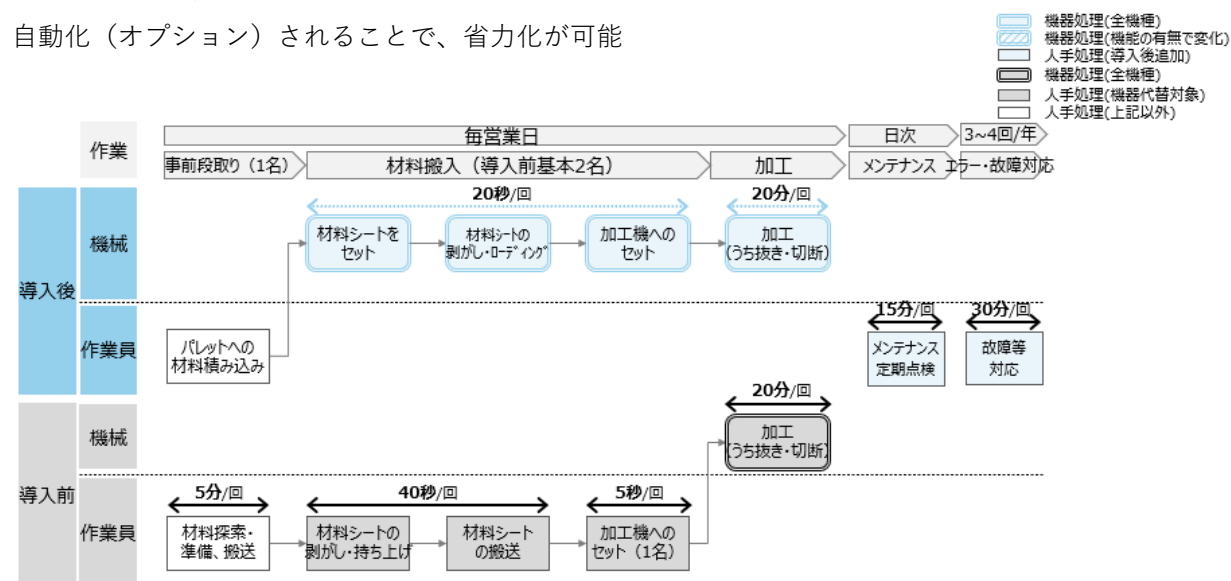 自動化（オプション）されることで、省力化が可能
機器処理(全機種)
機器処理(機能の有無で変化)
人手処理(導入後追加)
機器処理(全機種)
人手処理(機器代替対象)
人手処理(上記以外)
作業
毎営業日
日次
3~4回/年
事前段取り（1名）
材料搬入（導入前基本2名）
加工
メンテナンス
エラー・故障対応
導入後
機械
20秒/回
20分/回
材料シートを
セット
材料シートの
剥がし・ローディング
加工機への
セット
加工
(うち抜き・切断)
作業員
パレットへの
材料積み込み
15分/回
30分/回
メンテナンス
定期点検
故障等
対応
導入前
機械
20分/回
加工
(うち抜き・切断)
作業員
5分/回
40秒/回
5秒/回
材料探索・
準備、搬送
材料シートの
剥がし・持ち上げ
材料シート
の搬送
加工機への
セット（1名）